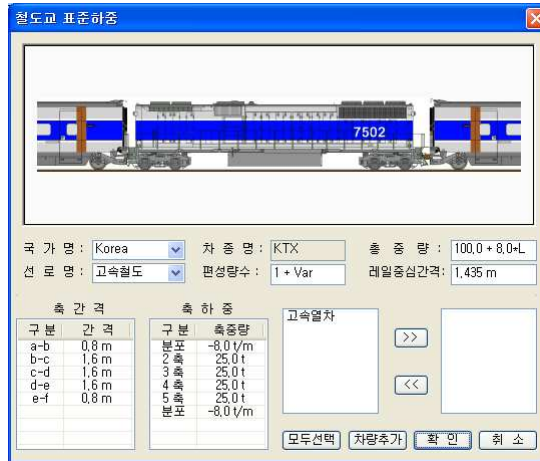 철도교 표준하중
7502
국 가 명 : Korea 차 종 명 : KTX 총 중 량 : 100,0 + 8,0*L
선 로 명 : 고속철도 편성량수 : 1 + Var 레일중심간격: 1,435 m
축 간 격 축 하 중
구 분 간 격 구 분 축중량 고속열차
a-b 0,8 m 분포 -8,0 t/m
b-c 1,6 m 2 축 25,0 t >>
c-d 1,6 m 3 축 25,0 t
d-e 1,6 m 4 축 25,0 t
e-f 0,8 m 5 축 25,0 t
분포 -8,0 t/m <<
모두선택 차량추가 확 인 취 소